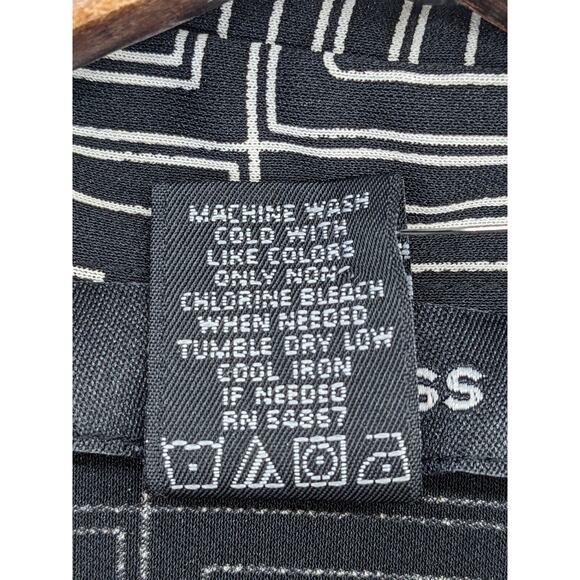 MACHINE WASH
COLD WITH
LIKE COLORS
ONLY NON-
CHLORINE BLEACH
WHEN NEEDED
TUMBLE DRY LOW
COOL IRON
IF NEEDED
RN 54867
SS